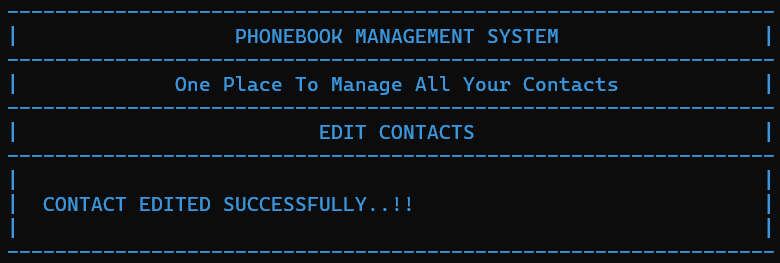 PHONEBOOK MANAGEMENT SYSTEM
One Place To Manage All Your Contacts
EDIT CONTACTS
CONTACT EDITED SUCCESSFULLY..!!